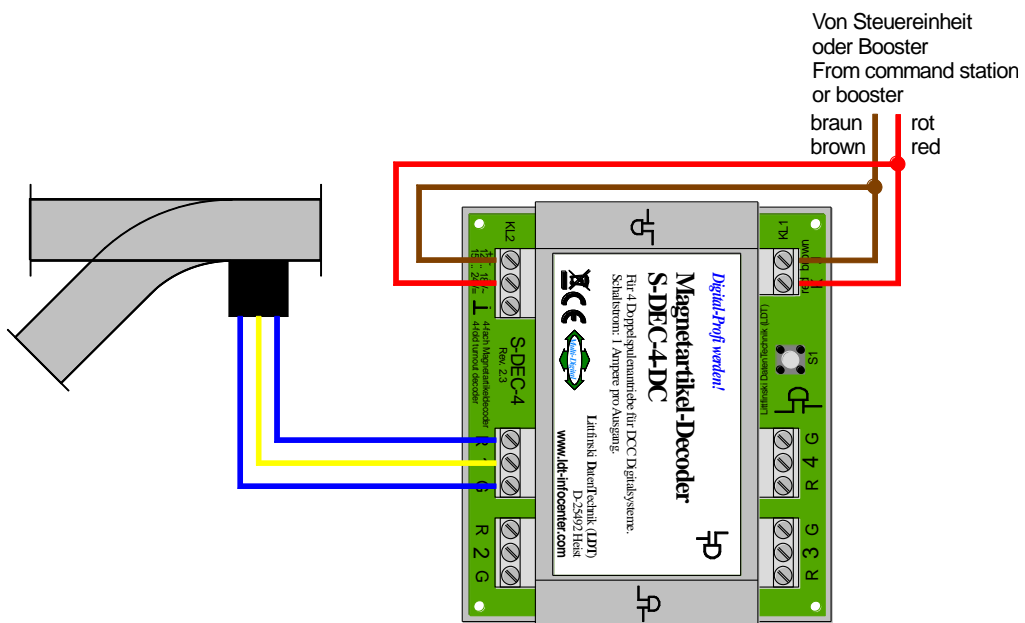 Von Steuereinheit
oder Booster
From command station
or booster
braun rot
brown red
KL2
KL1
red brown
S-DEC-4
Rev. 2.3
4-fach Magnetartikeldecoder
4-fold turnout decoder
Digital-Profi werden!
Magnetartikel-Decoder
S-DEC-4-DC
Für 4 Doppelspulenantriebe für DCC Digitalsysteme.
Schaltstrom: 1 Ampere pro Ausgang.
CE
Multi-Digital
Littfinski DatenTechnik (LDT)
D-25492 Heist
www.ldt-infocenter.com
Littfinski DatenTechnik (LDT)
S1
R
G
R 2 G
R 4 G
R 3 G